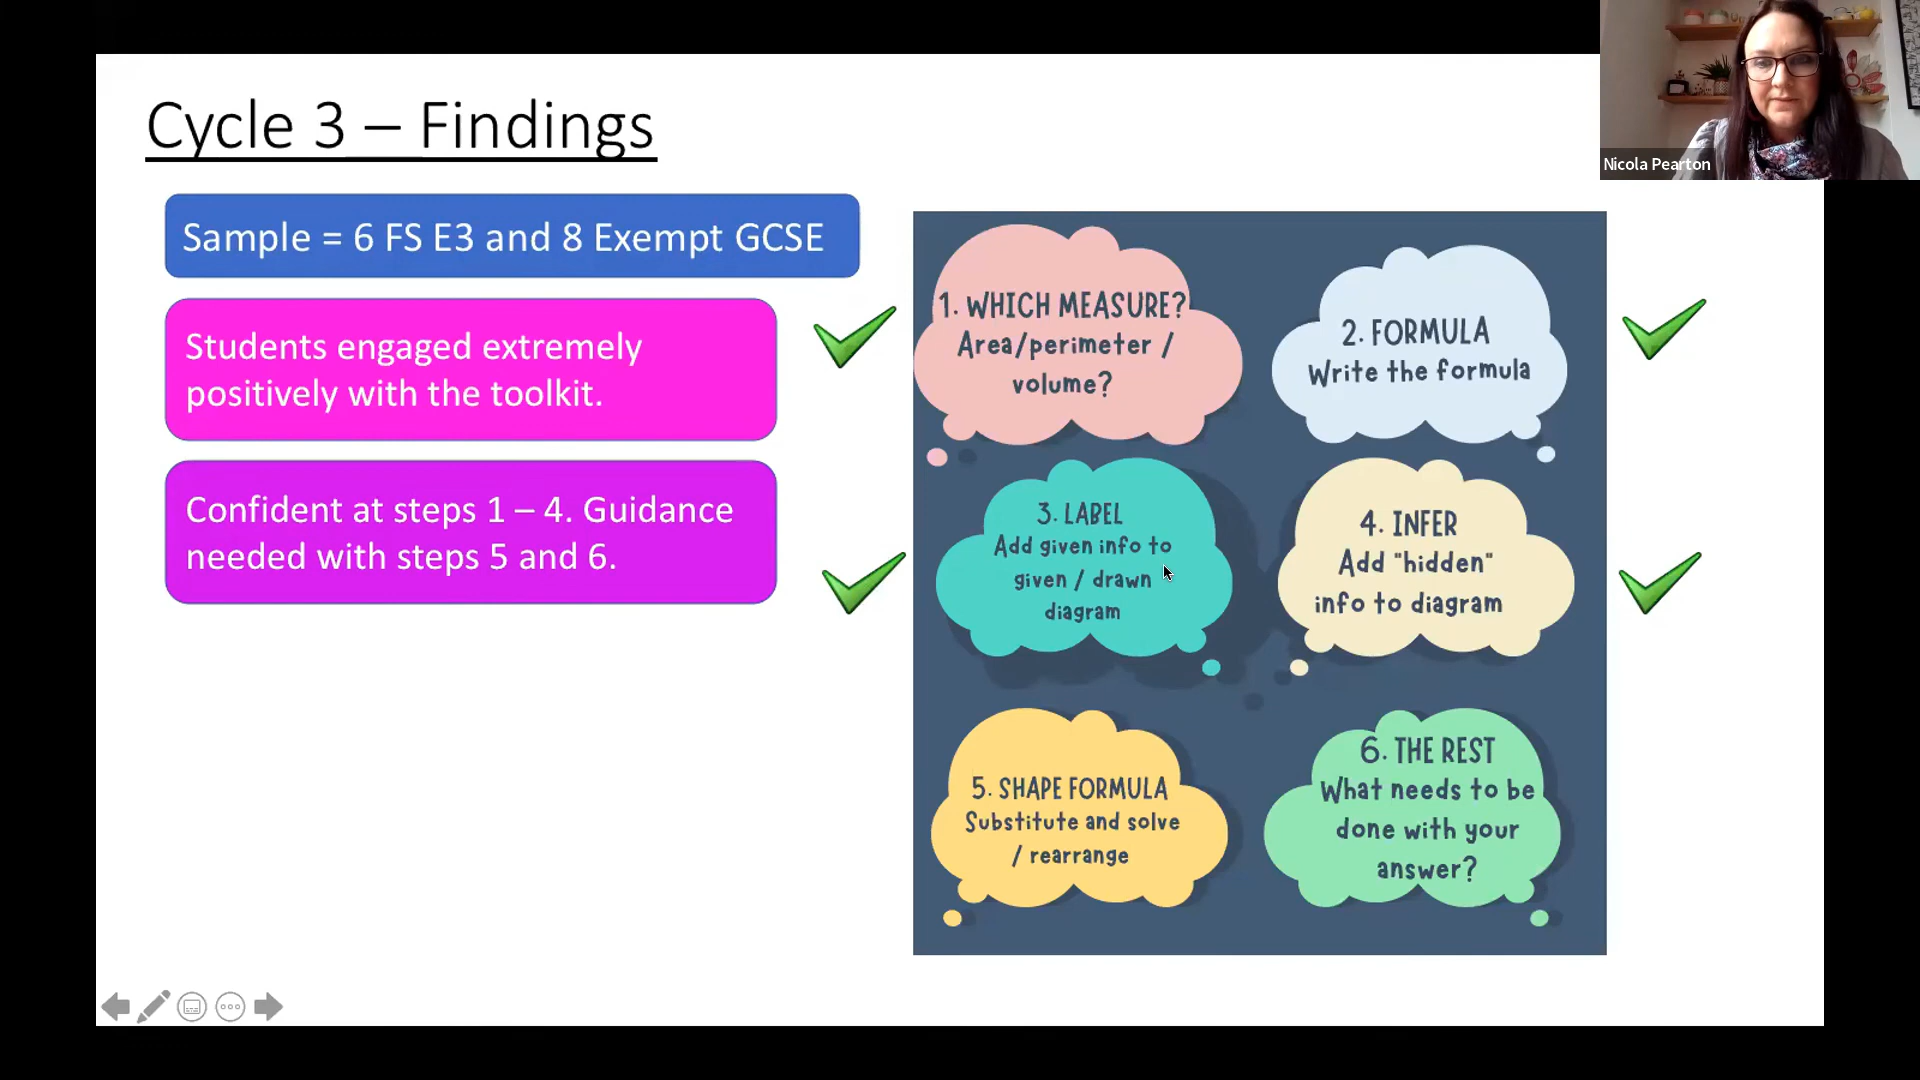 Cycle 3 – Findings
Sample = 6 FS E3 and 8 Exempt GCSE
Students engaged extremely
positively with the toolkit.
Confident at steps 1 – 4. Guidance
needed with steps 5 and 6.
1. WHICH MEASURE?
Area/perimeter /
volume?
2. FORMULA
Write the formula
3. LABEL
Add given info to
given / drawn
diagram
4. INFER
Add "hidden"
info to diagram
5. SHAPE FORMULA
Substitute and solve
/ rearrange
6. THE REST
What needs to be
done with your
answer?
Nicola Pearton